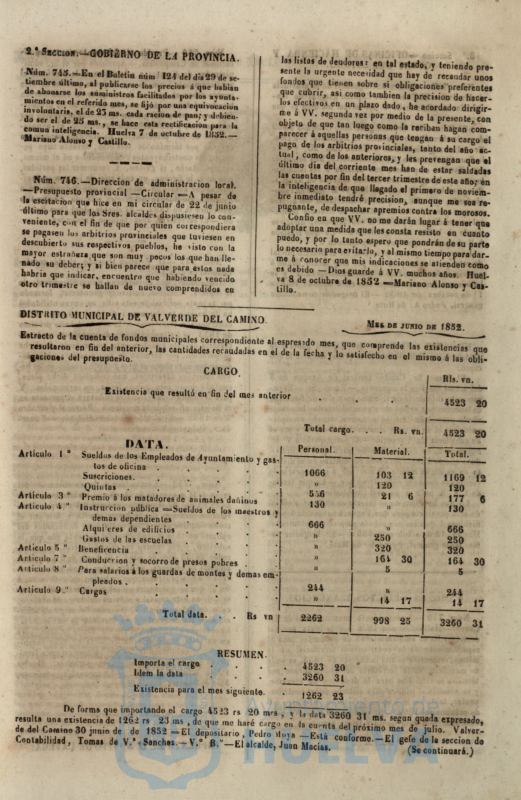 2.ª SECCION.—GOBIERNO DE LA PROVINCIA.
Núm. 745.—En el Boletin núm 124 del dia 29 de se-
tiembre último, al publicarse los precios á que habian
de abonarse los suministros facilitados por los ayunta-
mientos en el referido mes, se fijó por una equivocacion
involuntaria, el de 25 ms. cada racion de pan; y debien-
do ser el de 23 ms., se hace esta rectificacion para la
comun inteligencia. Huelva 7 de octubre de 1852.—
Mariano Alonso y Castillo.
Núm. 746.—Direccion de administracion local.
—Presupuesto provincial—Circular—A pesar de
la escitacion que hice en mi circular de 22 de junio
último para que los Sres. alcaldes dispusiesen lo con-
veniente, con el fin de que por quien correspondiera
se pagasen los arbitrios provinciales que tuviesen en
descubierto sus respectivos pueblos, he visto con la
mayor estrañeza que son muy pocos los que han lle-
nado su deber; y si bien parece que para estos nada
habria que indicar, encuentro que habiendo vencido
otro trimestre se hallan de nuevo comprendidos en
las listas de deudores: en tal estado, y teniendo pre-
sente la urgente necesidad que hay de recaudar unos
fondos que tienen sobre si obligaciones preferentes
que cubrir, asi como tambien la precision de hacer-
los efectivos en un plazo dado, he acordado dirigir-
me á VV. segunda vez por medio de la presente, con
objeto de que tan luego como la reciban hagan com-
parecer á aquellas personas que tengan á su cargo el
pago de los arbitrios provinciales, tanto del año ac-
tual, como de los anteriores, y les prevengan que el
último dia del corriente mes han de estar saldadas
las cuentas por fin del tercer trimestre de este año; en
la inteligencia de que llegado el primero de noviem-
bre inmediato tendré precision, aunque me sea re-
pugnante, de despachar apremios contra los morosos.
Confio en que VV. no me darán lugar á tener que
adoptar una medida que les consta resisto en cuanto
puedo, y por lo tanto espero que pondrán de su parte
lo necesario para evitarlo, y al mismo tiempo para dar-
me á conocer que mis indicaciones se atienden como
es debido—Dios guarde á VV. muchos años. Huel-
va 8 de octubre de 1852—Mariano Alonso y Cas-
tillo.
DISTRITO MUNICIPAL DE VALVERDE DEL CAMINO. MES DE JUNIO DE 1852.
Estracto de la cuenta de fondos municipales correspondiente al espresado mes, que comprende las existencias que
resultaron en fin del anterior, las cantidades recaudadas en el de la fecha y lo satisfecho en el mismo á las obli-
gaciones del presupuesto.
CARGO.
Rls. vn.
Existencia que resultó en fin del mes anterior . . . 4523 20
Total cargo. . . Rs. vn. 4523 20
DATA. Personal. Material. Total.
Artículo 1º Sueldos de los Empleados de Ayuntamiento y gas-
tos de oficina . . . . . 1066 103 12 1169 12
Suscriciones. . . . . » 120 120
Quintas . . . . 21 6 177 6
Artículo 3º Premio á los matadores de animales dañinos 130 » 130
Artículo 4º Instruccion pública—Sueldos de los maestros y
demas dependientes . . . . 666 » 666
Alquileres de edificios . . . » 250 250
Gastos de las escuelas . . . » 320 320
Artículo 5º Beneficencia . . . . » 164 30 164 30
Artículo 7º Conduccion y socorro de presos pobres . » 5 5
Artículo 8º Para salarios á los guardas de montes y demas em-
pleados . . . . 244 » 244
Artículo 9º Cargas . . . . » 14 17 14 17
Total data. . . Rs vn 2262 998 25 3260 31
RESUMEN.
Importa el cargo . . . 4523 20
Idem la data . . . 3260 31
Existencia para el mes siguiente. . 1262 23
De forma que importando el cargo 4523 rs 20 ms, y la data 3260 31 ms. segun queda espresado,
resulta una existencia de 1262 rs 23 ms, de que me haré cargo en la cuenta del próximo mes de julio. Valver-
de del Camino 30 junio de de 1852—El depositario, Pedro Moya—Está conforme.—El gefe de la seccion de
Contabilidad, Tomas de V.ª Sanchez.—V.º B.º—El alcalde, Juan Macías. (Se continuará.)
Ayuntamiento de
HUELVA